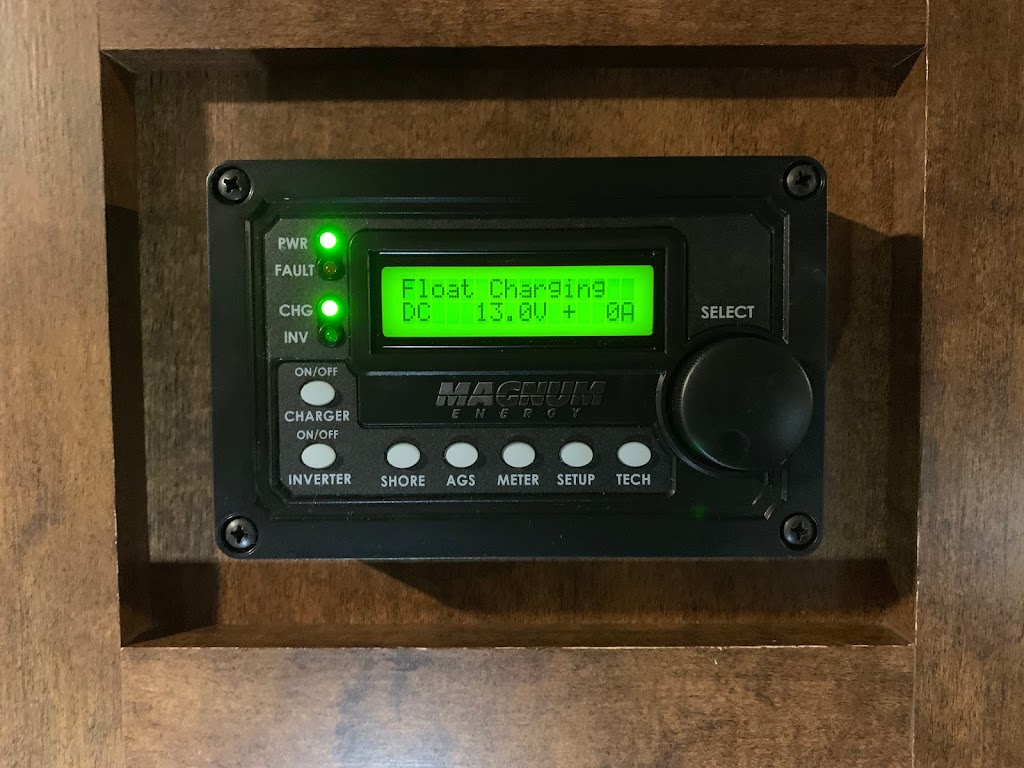 PWR
FAULT
CHG
INV
Float Charging
DC 13.0V + 0A
SELECT
MAGNUM
ENERGY
ON/OFF
CHARGER
ON/OFF
INVERTER
SHORE
AGS
METER
SETUP
TECH